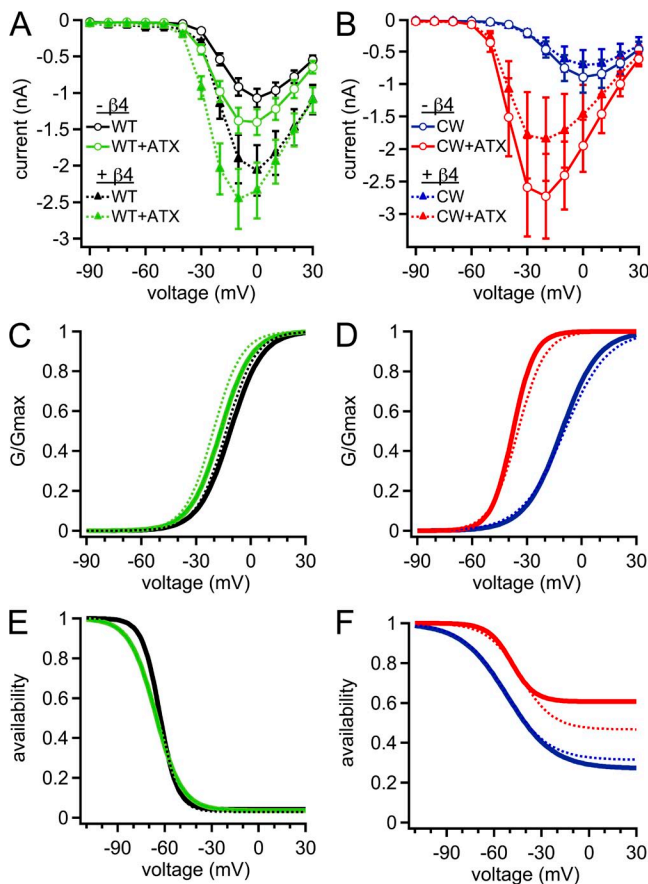 A
0
-0.5
-1
-1.5
-2
-2.5
-3
current (nA)
- β4
WT
WT+ATX
+ β4
WT
WT+ATX
-90 -60 -30 0 30
voltage (mV)
B
0
-0.5
-1
-1.5
-2
-2.5
-3
current (nA)
- β4
CW
CW+ATX
+ β4
CW
CW+ATX
-90 -60 -30 0 30
voltage (mV)
C
1
0.8
0.6
0.4
0.2
0
G/Gmax
-90 -60 -30 0 30
voltage (mV)
D
1
0.8
0.6
0.4
0.2
0
G/Gmax
-90 -60 -30 0 30
voltage (mV)
E
1
0.8
0.6
0.4
0.2
0
availability
-90 -60 -30 0 30
voltage (mV)
F
1
0.8
0.6
0.4
0.2
0
availability
-90 -60 -30 0 30
voltage (mV)